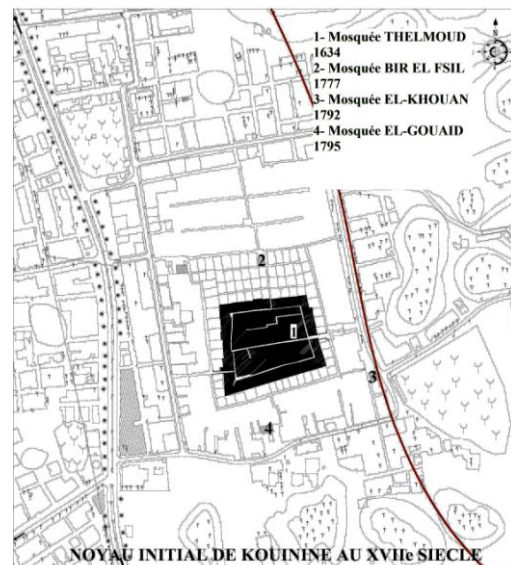 1- Mosquée THELMOUD
1634
2- Mosquée BIR EL FSIL
1777
3- Mosquée EL-KHOUAN
1792
4- Mosquée EL-GOUAID
1795
N
2
1
3
4
NOYAU INITIAL DE KOUININE AU XVIIe SIECLE